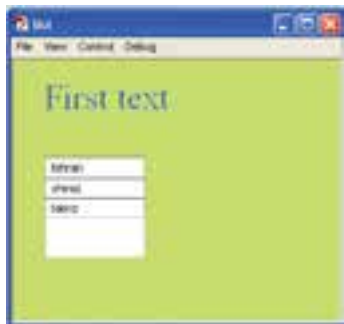 File View Control Debug
First text
tehran
shiraz
tabriz